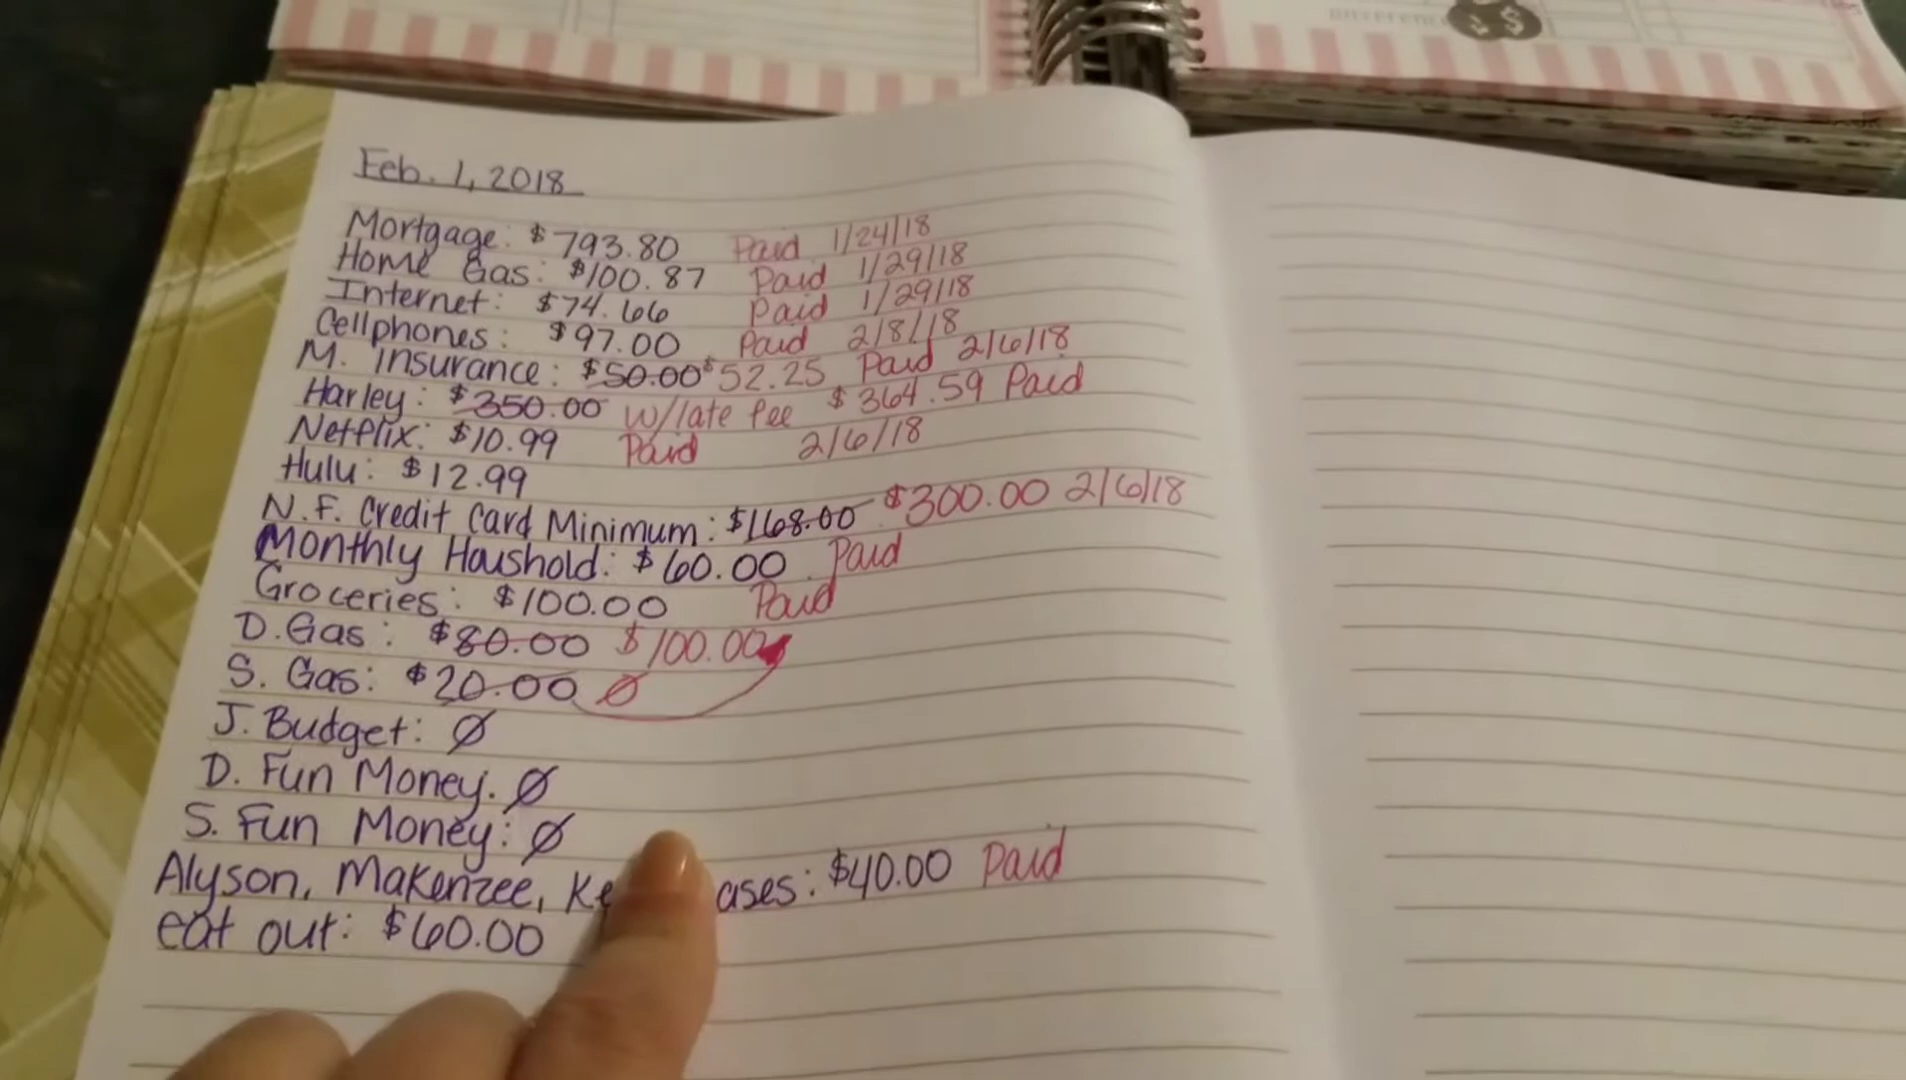 Feb. 1, 2018
Mortgage: $793.80 Paid 1/24/18
Home Gas: $100.87 Paid 1/29/18
Internet: $74.66 Paid 1/29/18
Cellphones: $97.00 Paid 2/8/18
M. Insurance: $50.00 $52.25 Paid 2/6/18
Harley: $350.00 w/late fee $364.59 Paid
Netflix: $10.99 Paid 2/6/18
Hulu: $12.99
N.F. Credit Card Minimum: $168.00 $300.00 2/6/18
Monthly Haushold: $60.00 Paid
Groceries: $100.00 Paid
D. Gas: $80.00 $100.00
S. Gas: $20.00 Ø
J. Budget: Ø
D. Fun Money. Ø
S. Fun Money: Ø
Alyson, Makenzee, Ke ases: $40.00 Paid
eat out: $60.00